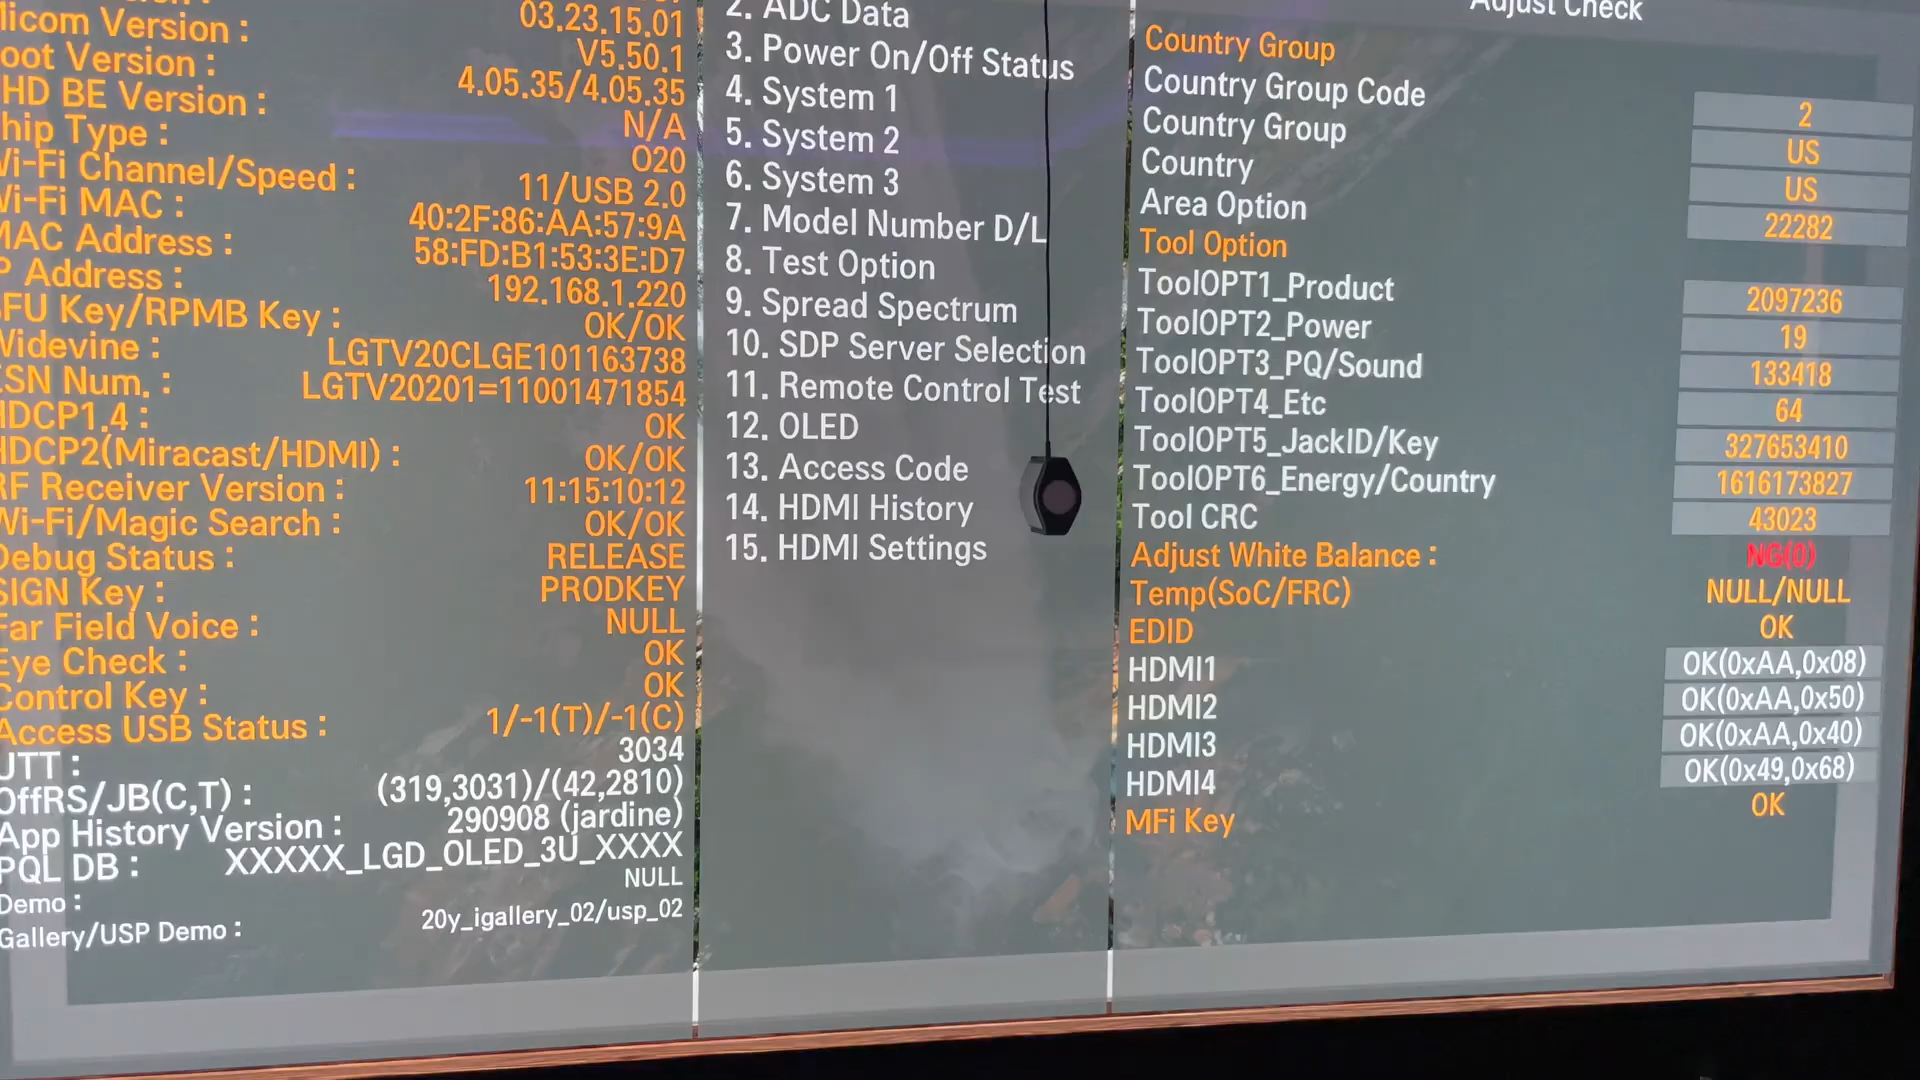 Micom Version : 03.23.15.01
Boot Version : V5.50.1
HD BE Version : 4.05.35/4.05.35
Chip Type : N/A
O20
Wi-Fi Channel/Speed : 11/USB 2.0
Wi-Fi MAC : 40:2F:86:AA:57:9A
MAC Address : 58:FD:B1:53:3E:D7
IP Address : 192.168.1.220
SFU Key/RPMB Key : OK/OK
Widevine : LGTV20CLGE101163738
ESN Num. : LGTV20201=11001471854
HDCP1.4 : OK
HDCP2(Miracast/HDMI) : OK/OK
RF Receiver Version : 11:15:10:12
Wi-Fi/Magic Search : OK/OK
Debug Status : RELEASE
SIGN Key : PRODKEY
Far Field Voice : NULL
Eye Check : OK
Control Key : OK
Access USB Status : 1/-1(T)/-1(C)
UTT : 3034
OffRS/JB(C,T) : (319,3031)/(42,2810)
App History Version : 290908 (jardine)
PQL DB : XXXXX_LGD_OLED_3U_XXXX
Demo : NULL
Gallery/USP Demo : 20y_igallery_02/usp_02
2. ADC Data
3. Power On/Off Status
4. System 1
5. System 2
6. System 3
7. Model Number D/L
8. Test Option
9. Spread Spectrum
10. SDP Server Selection
11. Remote Control Test
12. OLED
13. Access Code
14. HDMI History
15. HDMI Settings
Adjust Check
Country Group
Country Group Code 2
Country Group US
Country US
Area Option 22282
Tool Option
ToolOPT1_Product 2097236
ToolOPT2_Power 19
ToolOPT3_PQ/Sound 133418
ToolOPT4_Etc 64
ToolOPT5_JackID/Key 327653410
ToolOPT6_Energy/Country 1616173827
Tool CRC 43023
Adjust White Balance : NG(0)
Temp(SoC/FRC) NULL/NULL
EDID OK
HDMI1 OK(0xAA,0x08)
HDMI2 OK(0xAA,0x50)
HDMI3 OK(0xAA,0x40)
HDMI4 OK(0x49,0x68)
MFi Key OK